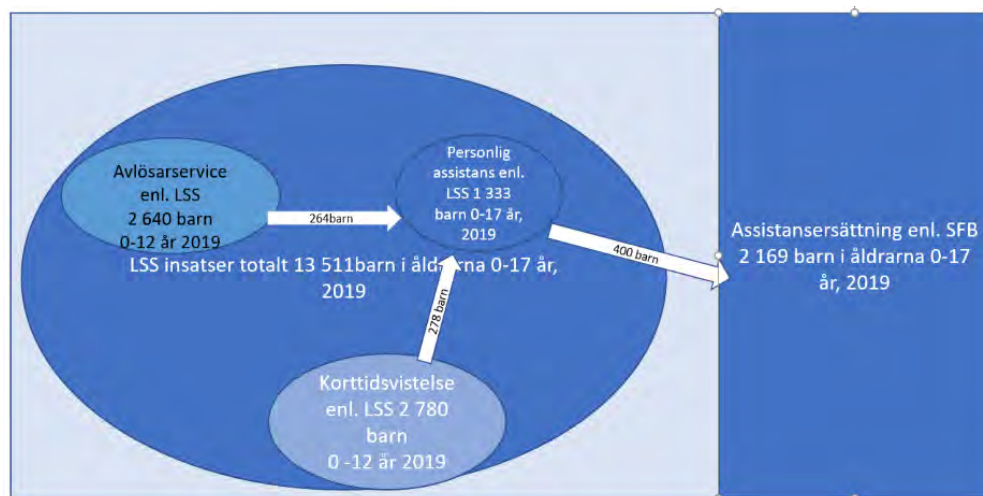 Avlösarservice
enl. LSS
2 640 barn
0-12 år 2019
264barn
Personlig
assistans enl.
LSS 1 333
barn 0-17 år,
2019
LSS insatser totalt 13 511barn i åldrarna 0-17 år,
2019
400 barn
278 barn
Korttidsvistelse
enl. LSS 2 780
barn
0 -12 år 2019
Assistansersättning enl. SFB
2 169 barn i åldrarna 0-17
år, 2019